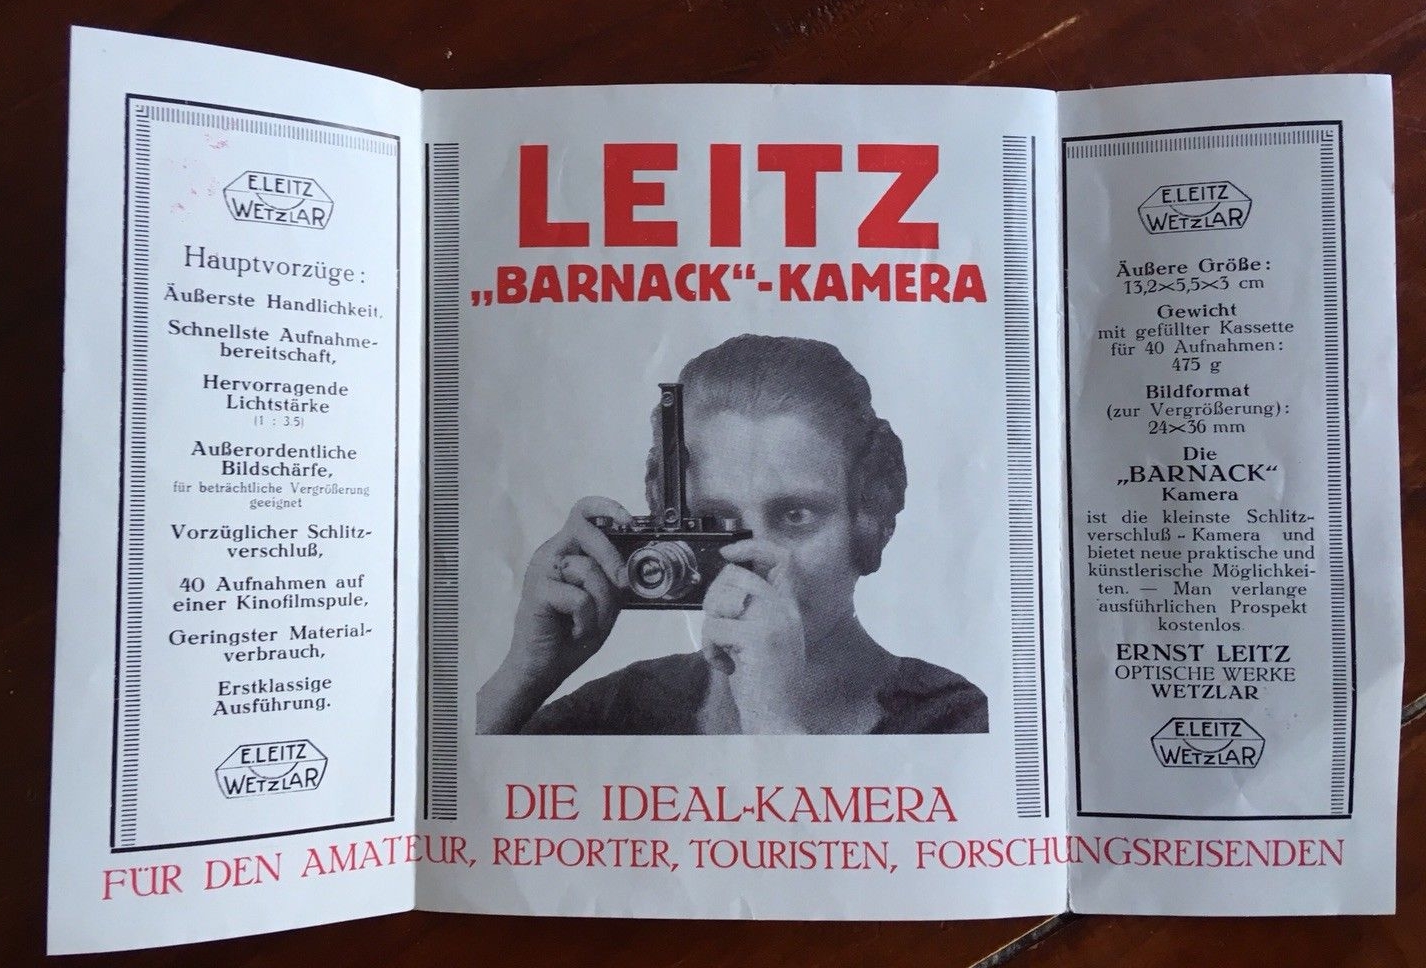 E.LEITZ
WETZLAR
Hauptvorzüge:
Äußerste Handlichkeit,
Schnellste Aufnahme-
bereitschaft,
Hervorragende
Lichtstärke
(1 : 3.5)
Außerordentliche
Bildschärfe,
für beträchtliche Vergrößerung
geeignet
Vorzüglicher Schlitz-
verschluß,
40 Aufnahmen auf
einer Kinofilmspule,
Geringster Material-
verbrauch,
Erstklassige
Ausführung.
E.LEITZ
WETZLAR
LEITZ
„BARNACK“-KAMERA
DIE IDEAL-KAMERA
FÜR DEN AMATEUR, REPORTER, TOURISTEN, FORSCHUNGSREISENDEN
E.LEITZ
WETZLAR
Äußere Größe:
13,2×5,5×3 cm
Gewicht
mit gefüllter Kassette
für 40 Aufnahmen:
475 g
Bildformat
(zur Vergrößerung):
24×36 mm
Die
„BARNACK“
Kamera
ist die kleinste Schlitz-
verschluß - Kamera und
bietet neue praktische und
künstlerische Möglichkei-
ten. — Man verlange
ausführlichen Prospekt
kostenlos.
ERNST LEITZ
OPTISCHE WERKE
WETZLAR
E.LEITZ
WETZLAR